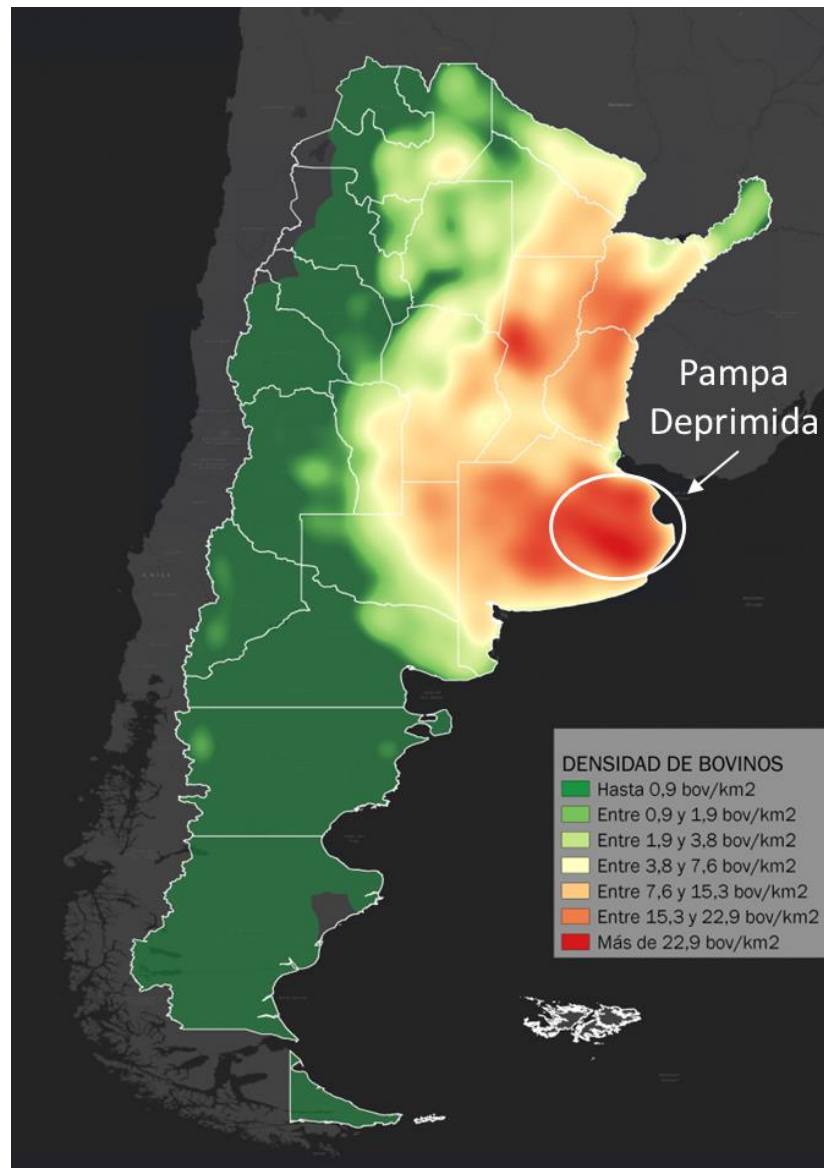 Pampa
Deprimida
DENSIDAD DE BOVINOS
Hasta 0,9 bov/km2
Entre 0,9 y 1,9 bov/km2
Entre 1,9 y 3,8 bov/km2
Entre 3,8 y 7,6 bov/km2
Entre 7,6 y 15,3 bov/km2
Entre 15,3 y 22,9 bov/km2
Más de 22,9 bov/km2